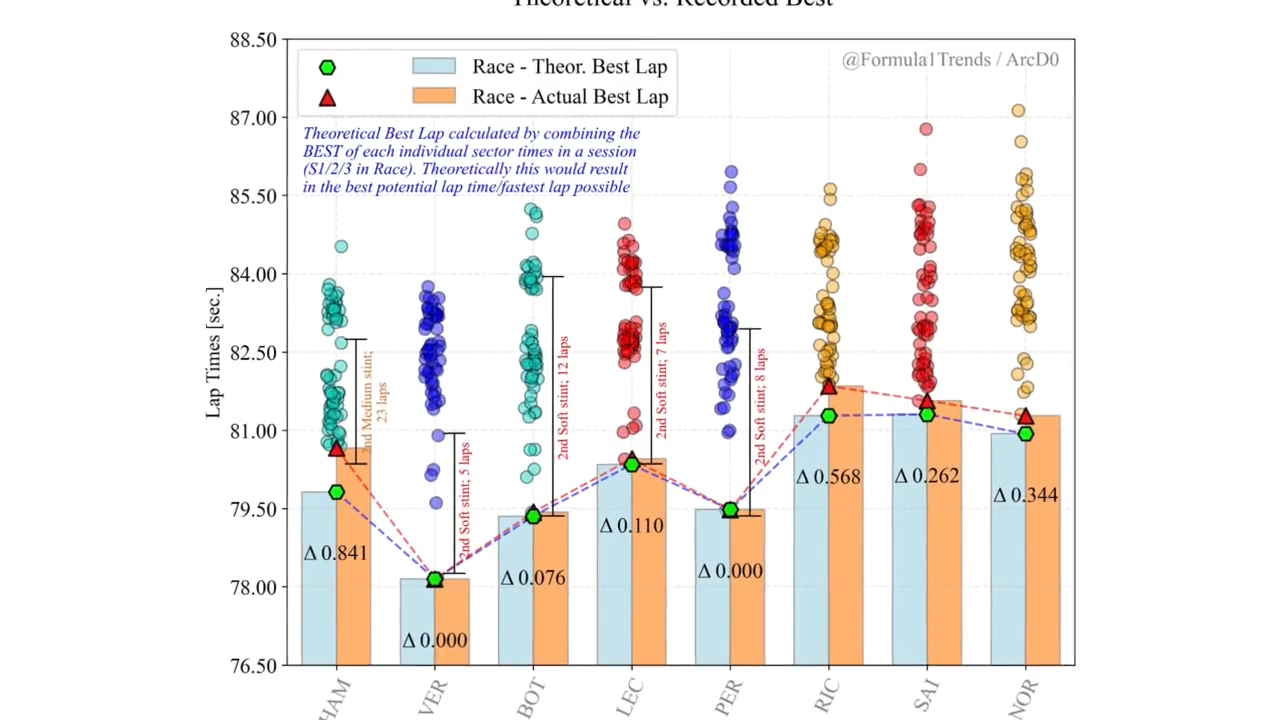 Theoretical vs. Recorded Best
88.50
87.00
85.50
84.00
82.50
81.00
79.50
78.00
76.50
Lap Times [sec.]
Race - Theor. Best Lap
Race - Actual Best Lap
@Formula1Trends / ArcD0
Theoretical Best Lap calculated by combining the
BEST of each individual sector times in a session
(S1/2/3 in Race). Theoretically this would result
in the best potential lap time/fastest lap possible
2nd Medium stint;
23 laps
2nd Soft stint; 5 laps
2nd Soft stint; 12 laps
2nd Soft stint; 7 laps
2nd Soft stint; 8 laps
Δ 0.841
Δ 0.000
Δ 0.076
Δ 0.110
Δ 0.000
Δ 0.568
Δ 0.262
Δ 0.344
HAM
VER
BOT
LEC
PER
RIC
SAI
NOR